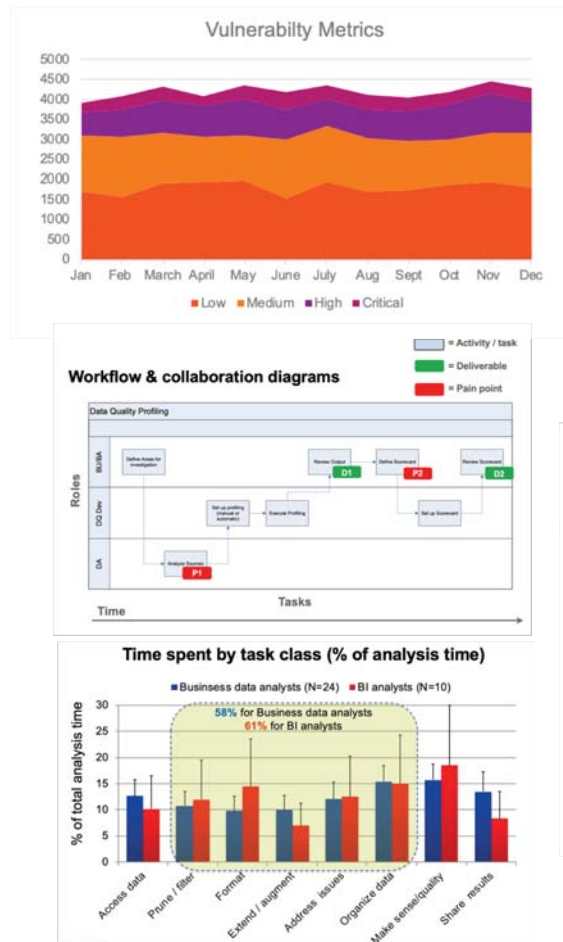 Vulnerabilty Metrics
5000
4500
4000
3500
3000
2500
2000
1500
1000
500
0
Jan Feb March April May June July Aug Sept Oct Nov Dec
Low Medium High Critical
= Activity / task
= Deliverable
= Pain point
Workflow & collaboration diagrams
Data Quality Profiling
Roles
BU/BA
DQ Dev
DA
Define Areas for
investigation
Review Output
D1
Define Scorecard
P2
Review Scorecard
D2
Set up profiling
(manual or
automatic)
Execute Profiling
Set up Scorecard
Analyze Sources
P1
Tasks
Time
Time spent by task class (% of analysis time)
Businsess data analysts (N=24) BI analysts (N=10)
58% for Business data analysts
61% for BI analysts
% of total analysis time
30
25
20
15
10
5
0
Access data
Prune / filter
Format
Extend / augment
Address issues
Organize data
Make sense/quality
Share results